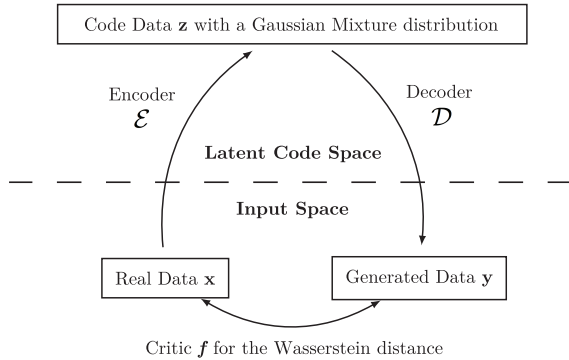 Code Data z with a Gaussian Mixture distribution
Encoder
ℰ
Decoder
𝒟
Latent Code Space
Input Space
Real Data x
Generated Data y
Critic f for the Wasserstein distance